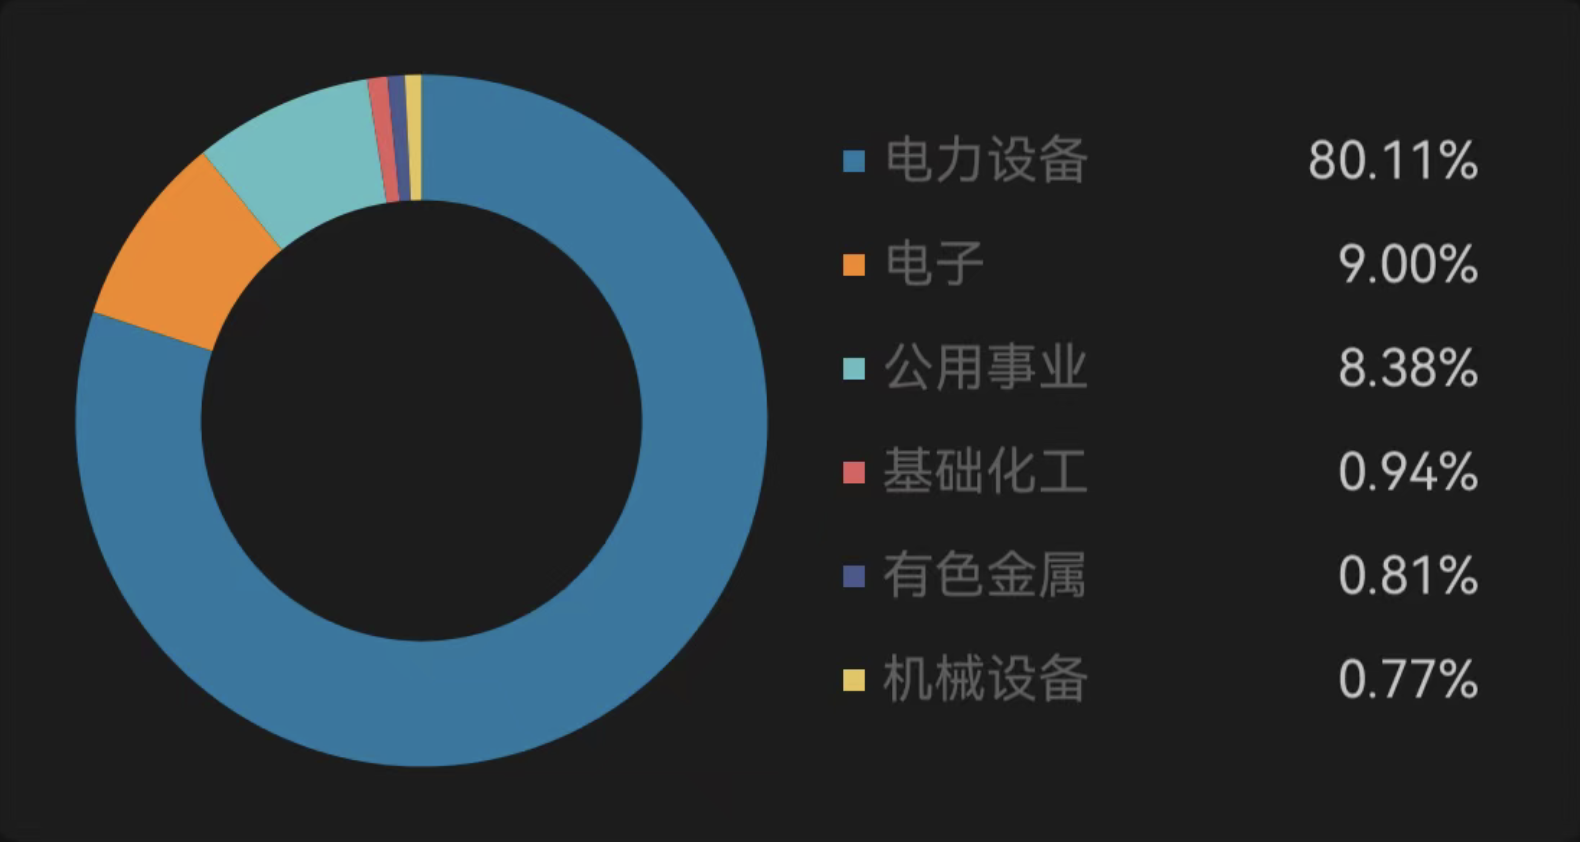 电力设备 80.11%
电子 9.00%
公用事业 8.38%
基础化工 0.94%
有色金属 0.81%
机械设备 0.77%